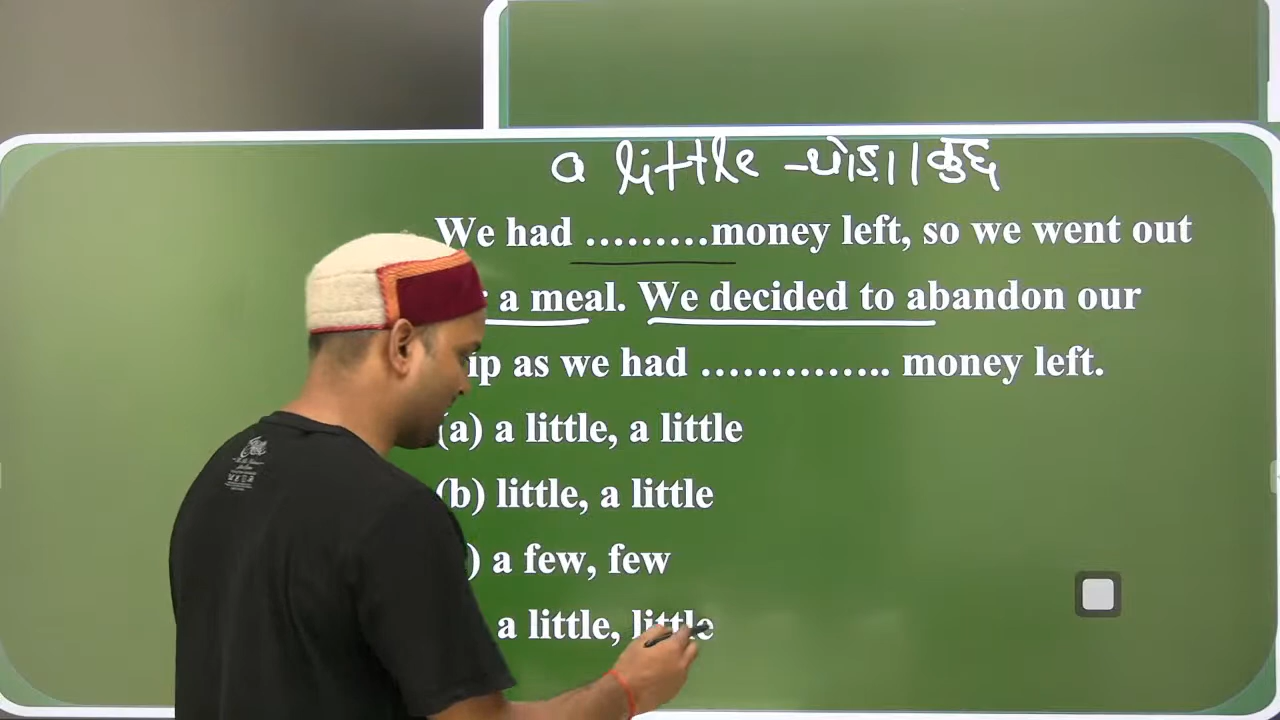 a little - थोड़ा / कुछ
We had ………money left, so we went out
a meal. We decided to abandon our
ip as we had ………….. money left.
(a) a little, a little
(b) little, a little
) a few, few
a little, little